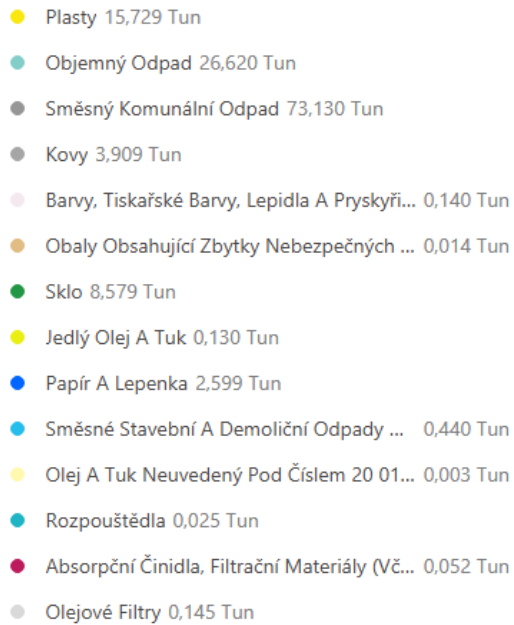 Plasty 15,729 Tun
Objemný Odpad 26,620 Tun
Směsný Komunální Odpad 73,130 Tun
Kovy 3,909 Tun
Barvy, Tiskařské Barvy, Lepidla A Pryskyři... 0,140 Tun
Obaly Obsahující Zbytky Nebezpečných ... 0,014 Tun
Sklo 8,579 Tun
Jedlý Olej A Tuk 0,130 Tun
Papír A Lepenka 2,599 Tun
Směsné Stavební A Demoliční Odpady ... 0,440 Tun
Olej A Tuk Neuvedený Pod Číslem 20 01... 0,003 Tun
Rozpouštědla 0,025 Tun
Absorpční Činidla, Filtrační Materiály (Vč... 0,052 Tun
Olejové Filtry 0,145 Tun